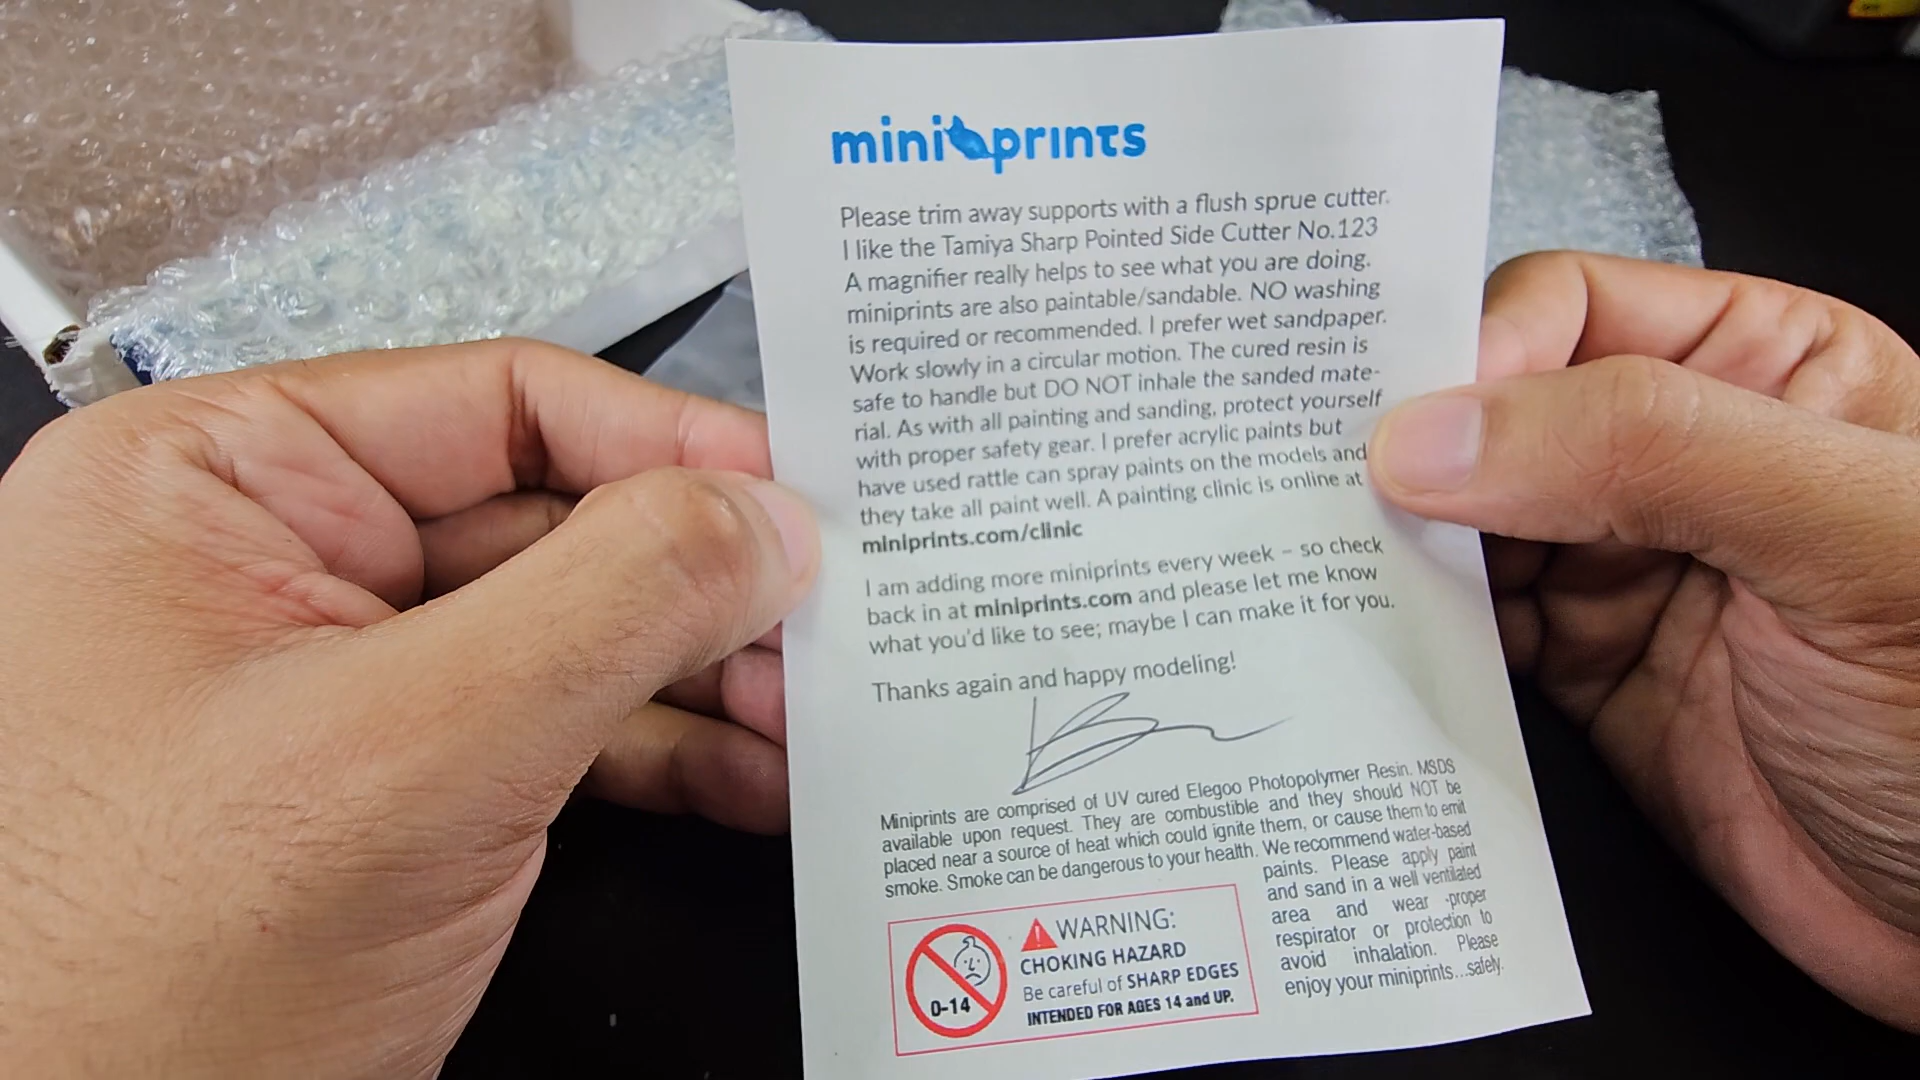 miniprints
Please trim away supports with a flush sprue cutter.
I like the Tamiya Sharp Pointed Side Cutter No.123
A magnifier really helps to see what you are doing.
miniprints are also paintable/sandable. NO washing
is required or recommended. I prefer wet sandpaper.
Work slowly in a circular motion. The cured resin is
safe to handle but DO NOT inhale the sanded mate-
rial. As with all painting and sanding, protect yourself
with proper safety gear. I prefer acrylic paints but
have used rattle can spray paints on the models and
they take all paint well. A painting clinic is online at
miniprints.com/clinic
I am adding more miniprints every week – so check
back in at miniprints.com and please let me know
what you'd like to see; maybe I can make it for you.
Thanks again and happy modeling!
Miniprints are comprised of UV cured Elegoo Photopolymer Resin. MSDS
available upon request. They are combustible and they should NOT be
placed near a source of heat which could ignite them, or cause them to emit
smoke. Smoke can be dangerous to your health. We recommend water-based
paints. Please apply paint
and sand in a well ventilated
area and wear -proper
respirator or protection to
avoid inhalation. Please
enjoy your miniprints...safely.
WARNING:
CHOKING HAZARD
Be careful of SHARP EDGES
INTENDED FOR AGES 14 and UP.
0-14